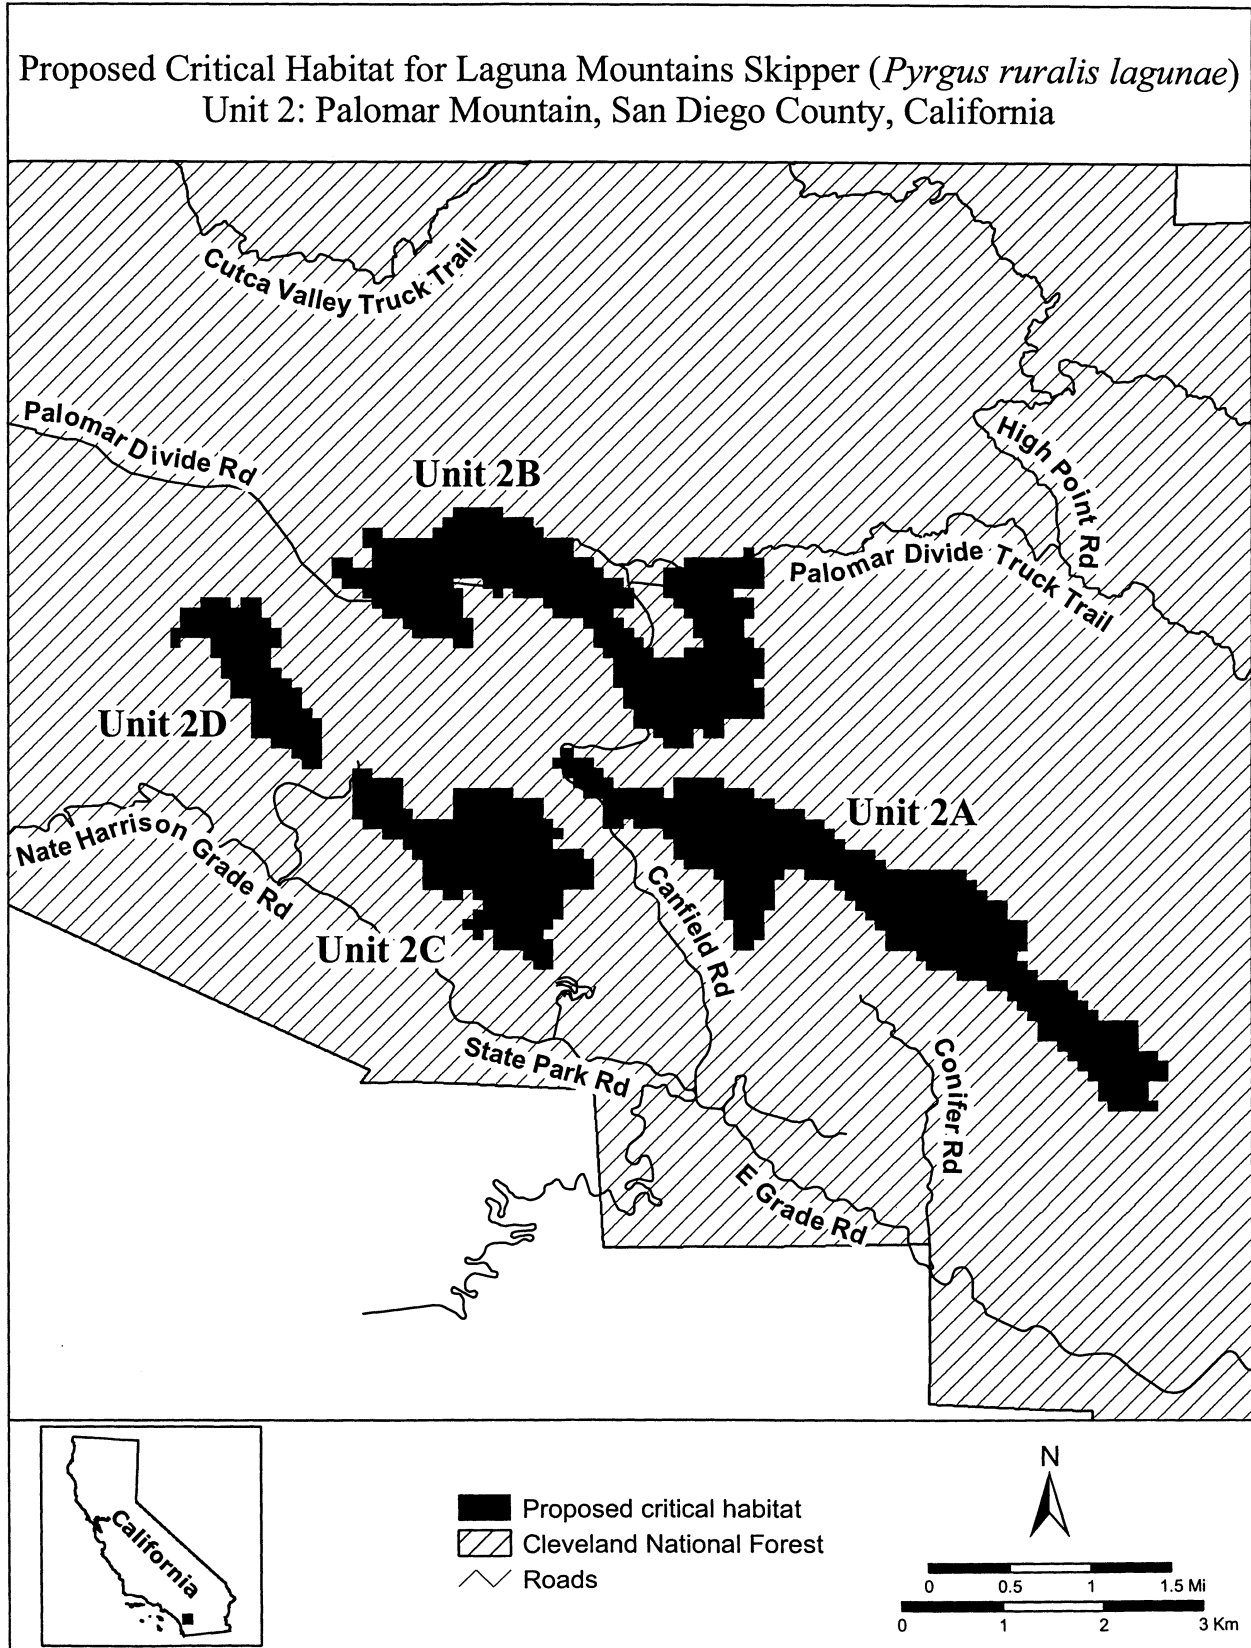 Proposed Critical Habitat for Laguna Mountains Skipper (Pyrgus ruralis lagunae)
Unit 2: Palomar Mountain, San Diego County, California
Cutca Valley Truck Trail
Palomar Divide Rd
High Point Rd
Unit 2B
Palomar Divide Truck Trail
Unit 2D
Unit 2A
Nate Harrison Grade Rd
Canfield Rd
Unit 2C
State Park Rd
Conifer Rd
E Grade Rd
California
Proposed critical habitat
Cleveland National Forest
Roads
N
0 0.5 1 1.5 Mi
0 1 2 3 Km